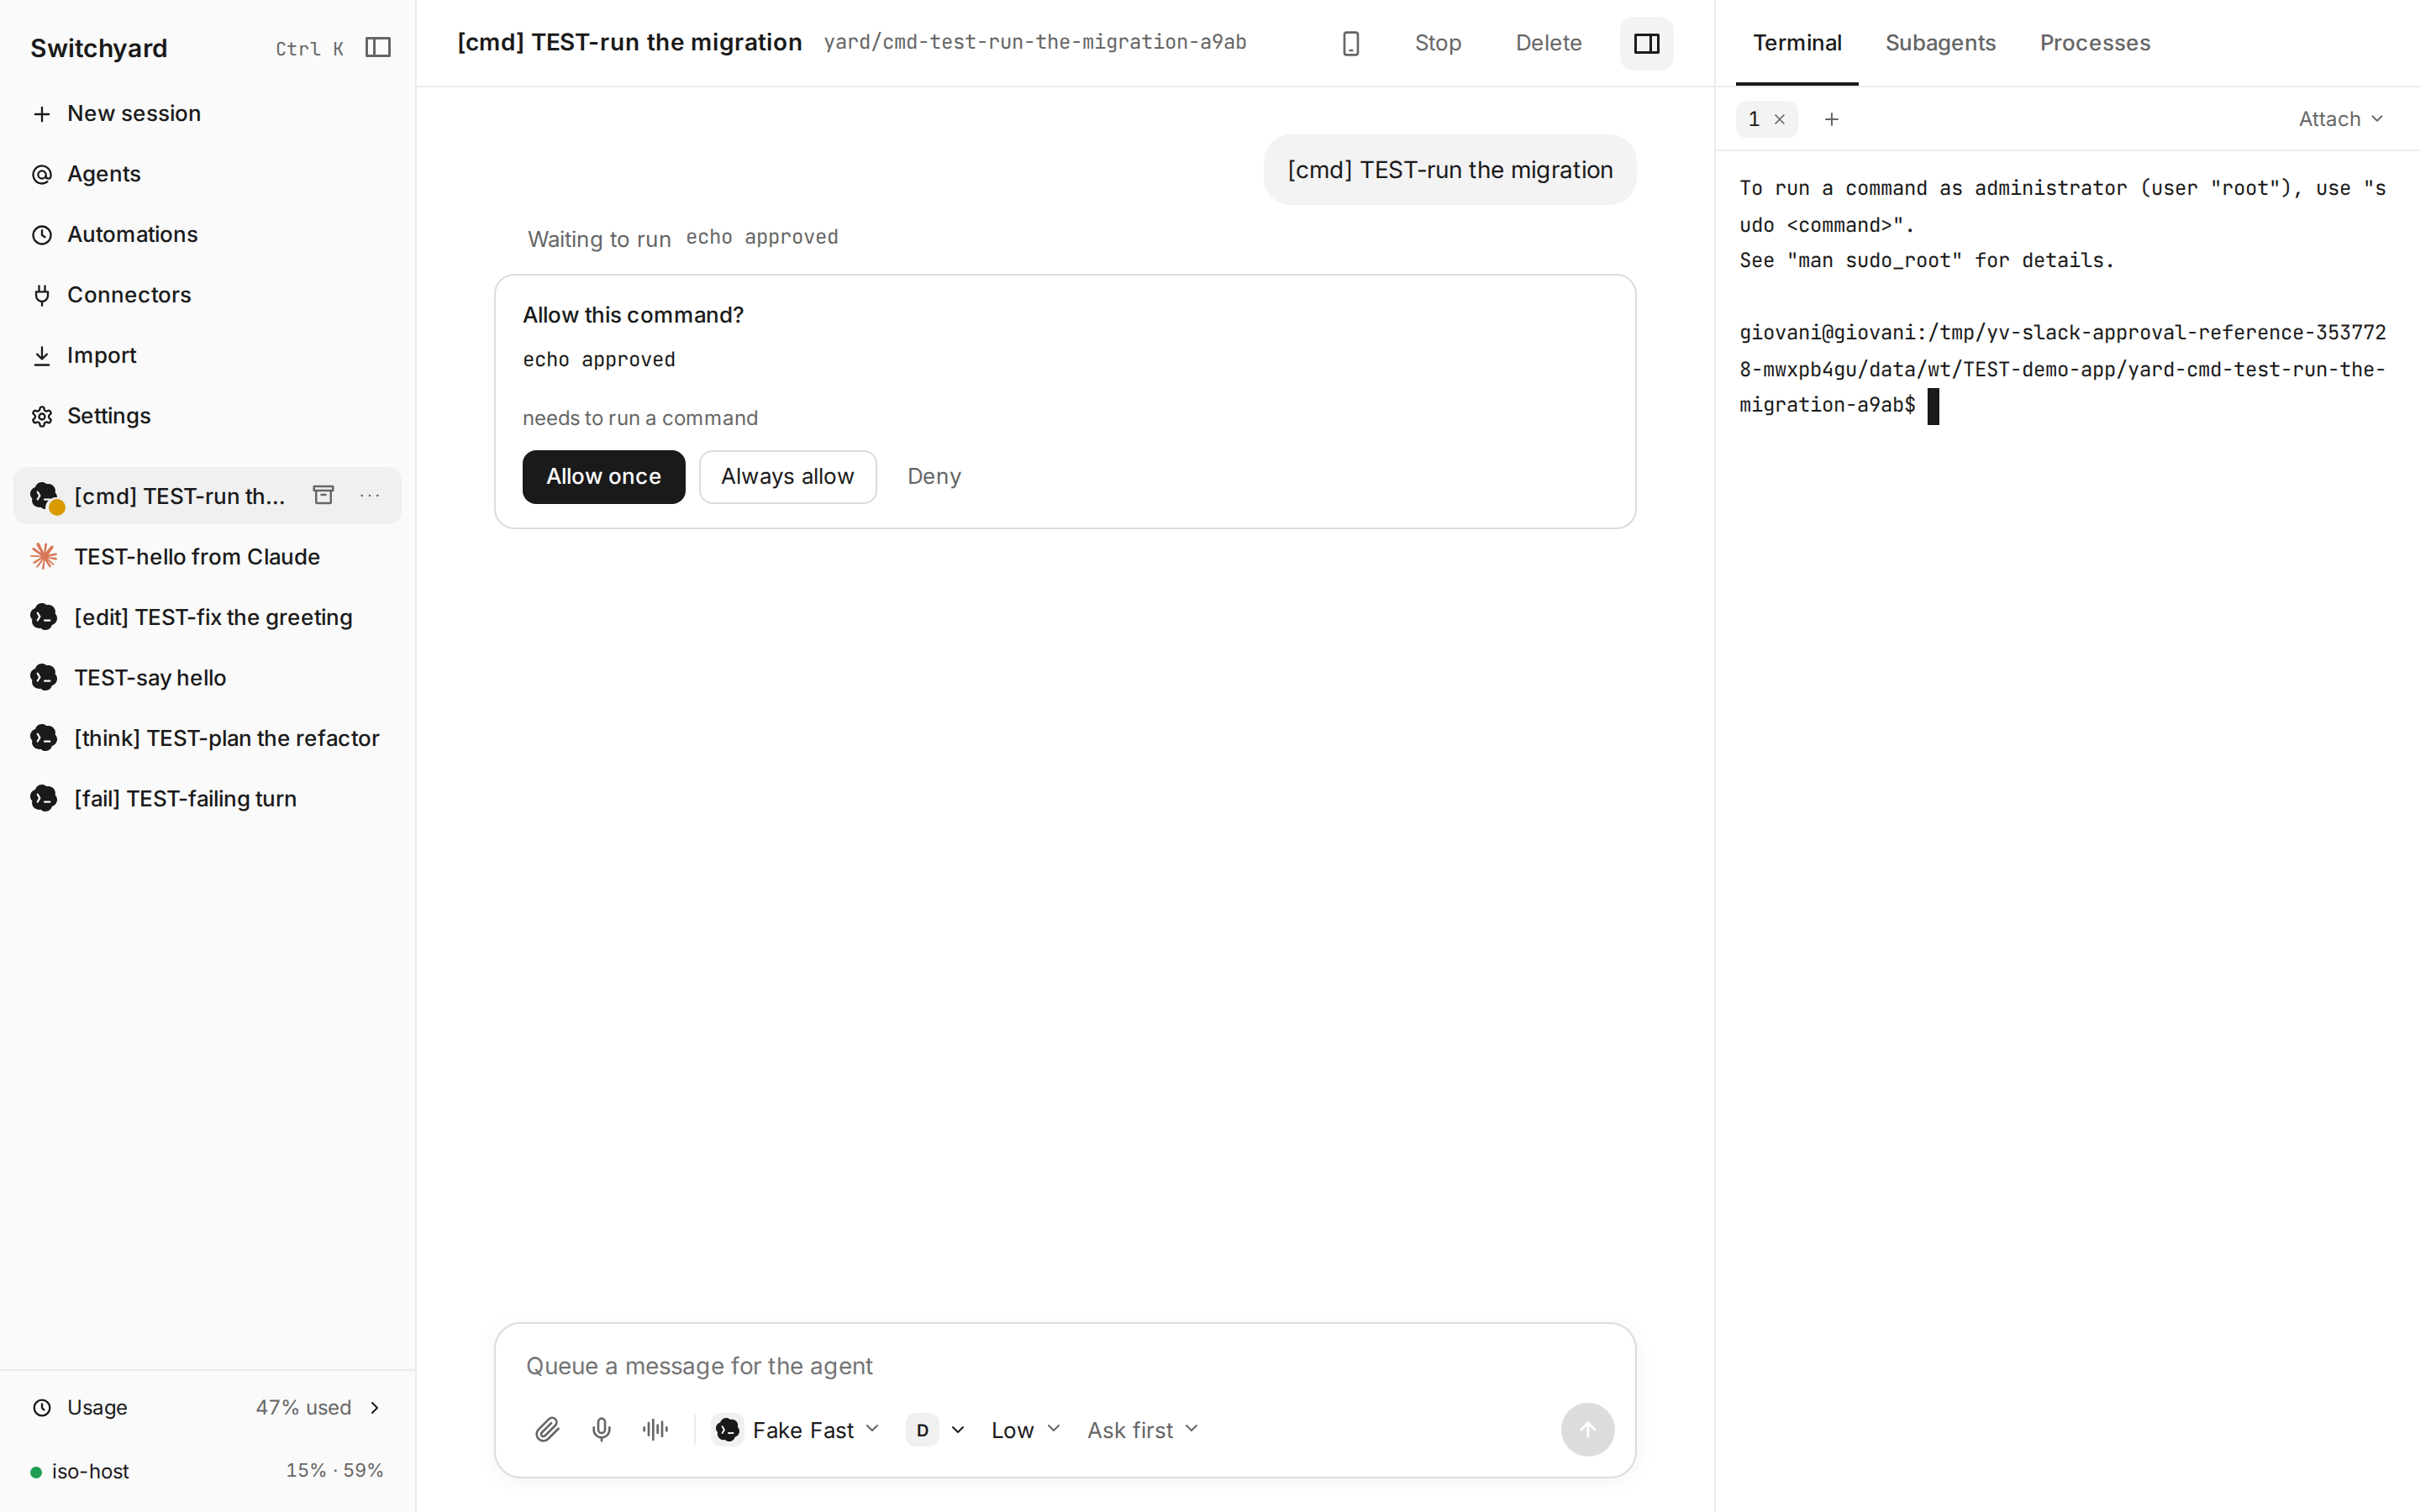 Switchyard
Ctrl K
New session
Agents
Automations
Connectors
Import
Settings
[cmd] TEST-run th...
TEST-hello from Claude
[edit] TEST-fix the greeting
TEST-say hello
[think] TEST-plan the refactor
[fail] TEST-failing turn
Usage
47% used
iso-host
15% · 59%
[cmd] TEST-run the migration
yard/cmd-test-run-the-migration-a9ab
Stop
Delete
[cmd] TEST-run the migration
Waiting to run echo approved
Allow this command?
echo approved
needs to run a command
Allow once
Always allow
Deny
Queue a message for the agent
Fake Fast
D
Low
Ask first
Terminal
Subagents
Processes
1
Attach
To run a command as administrator (user "root"), use "s
udo <command>".
See "man sudo_root" for details.
giovani@giovani:/tmp/yv-slack-approval-reference-353772
8-mwxpb4gu/data/wt/TEST-demo-app/yard-cmd-test-run-the-
migration-a9ab$